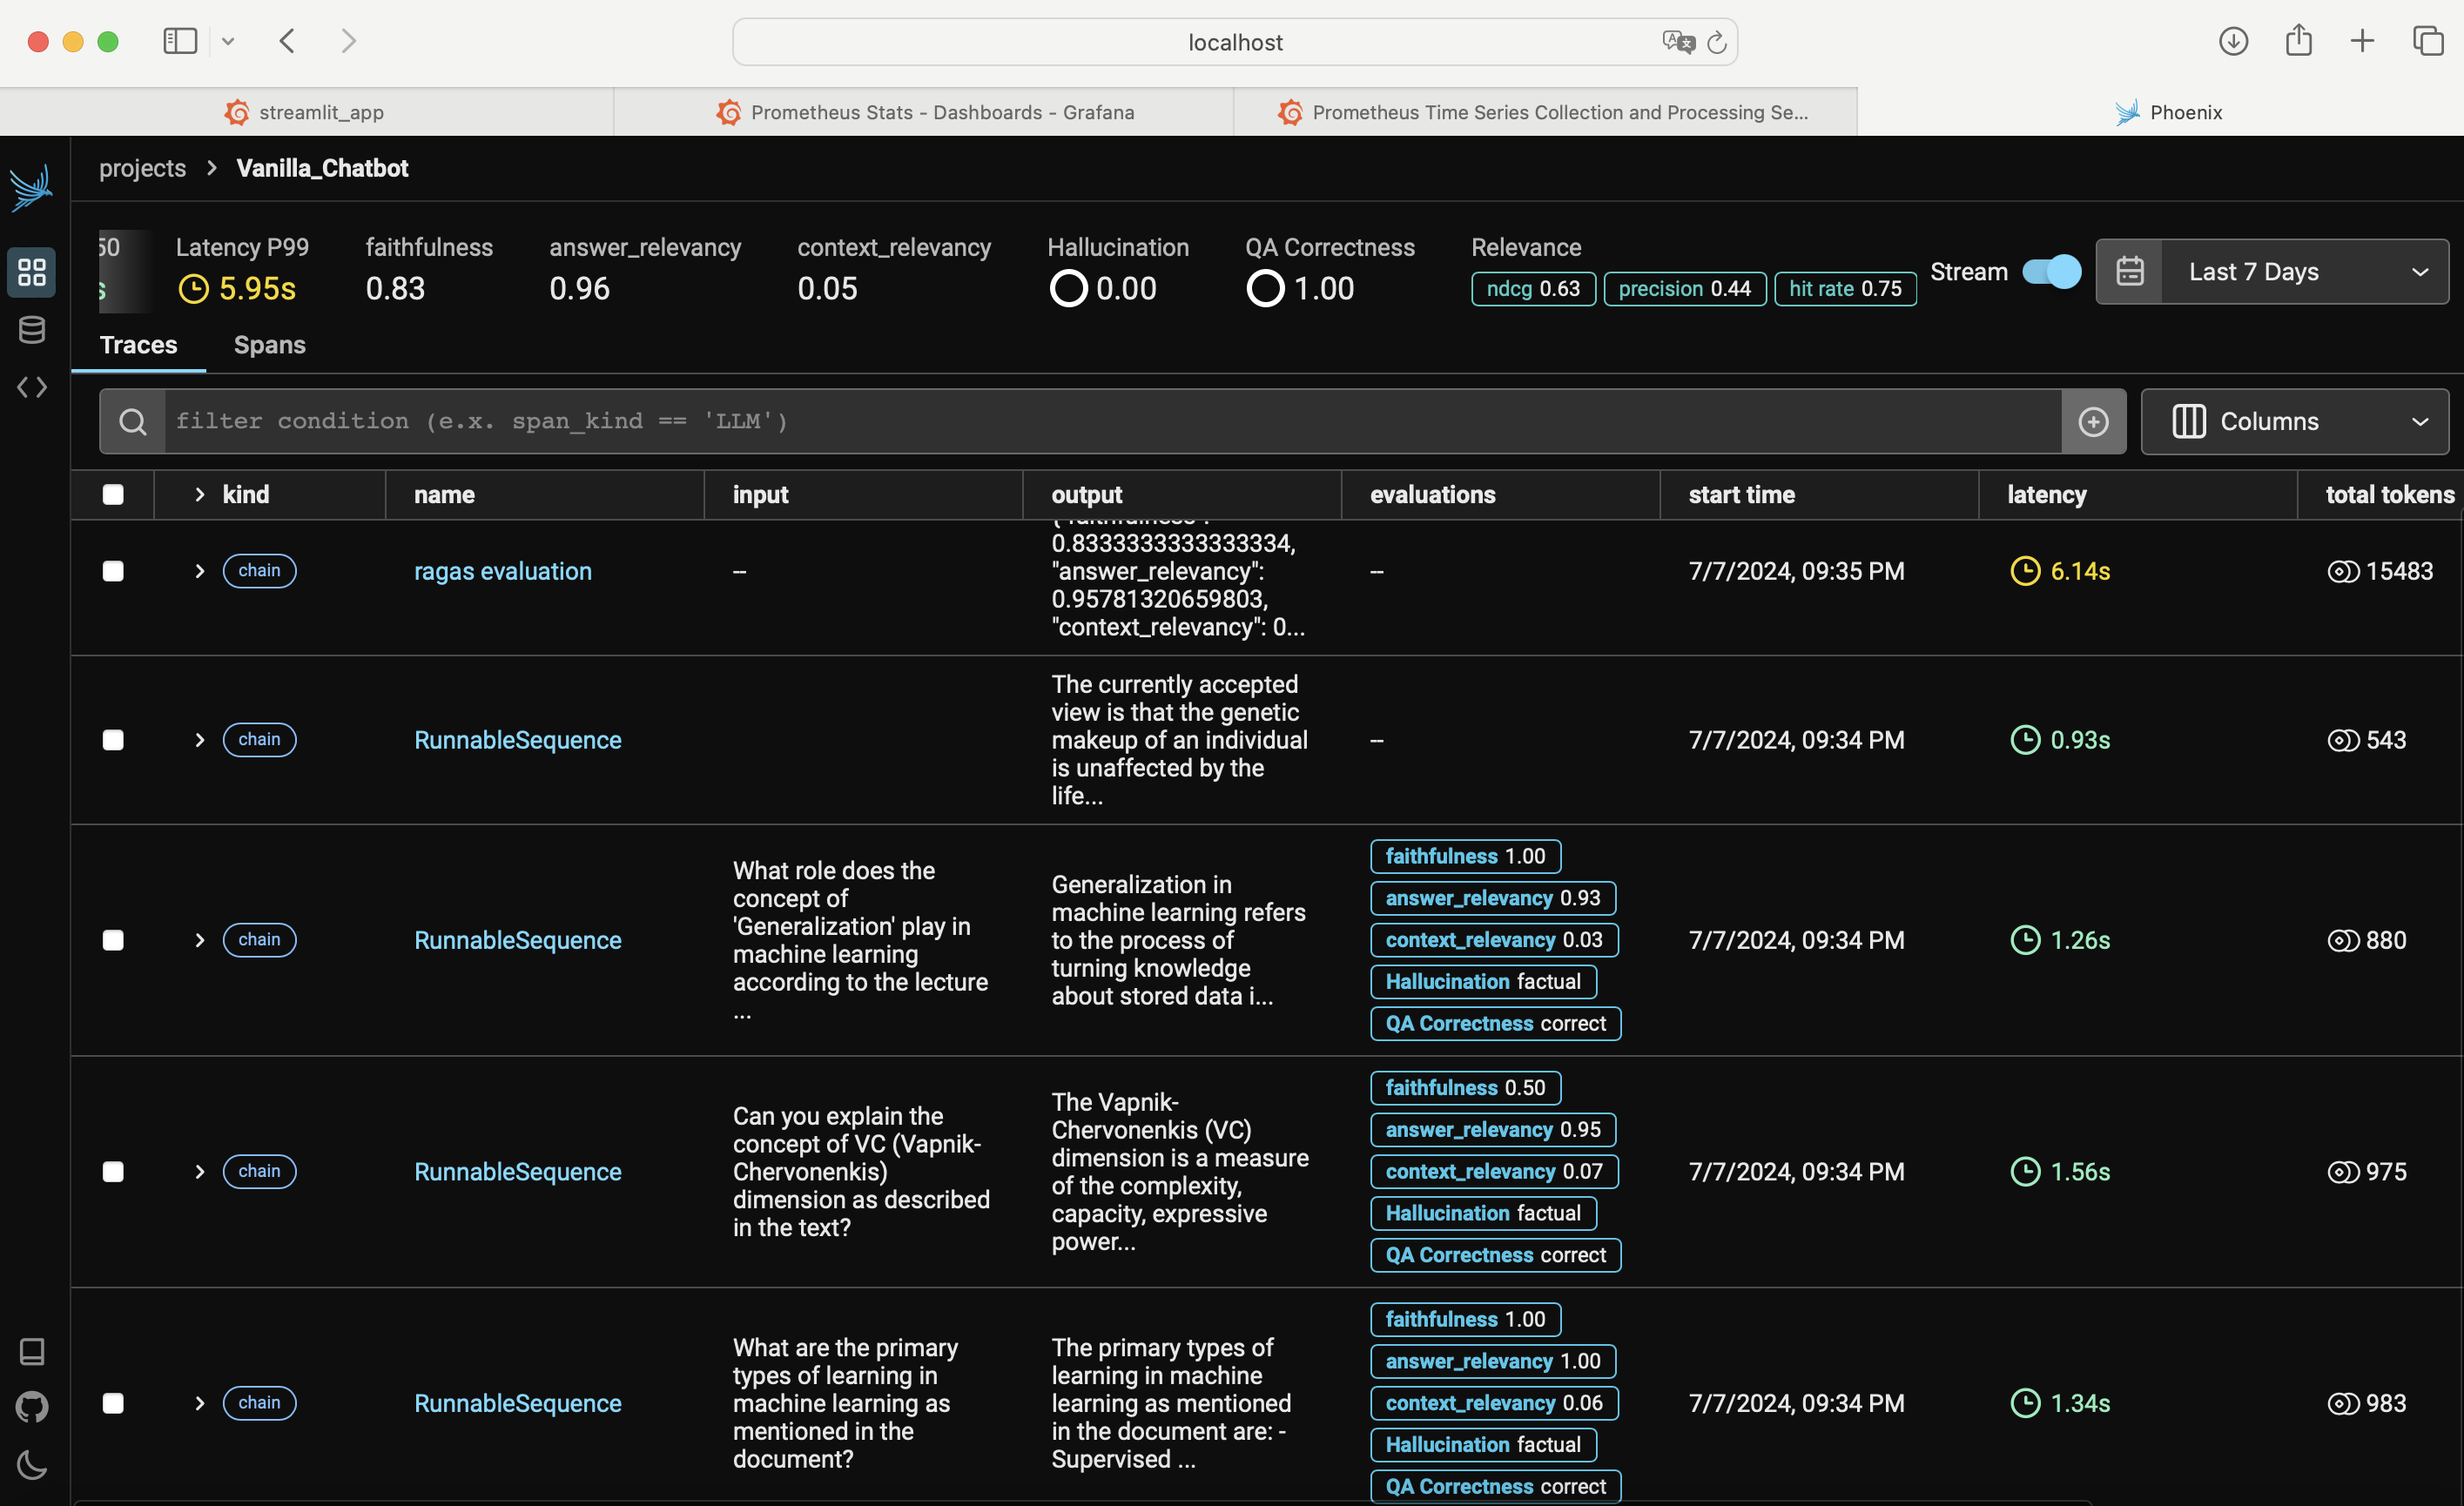 localhost
streamlit_app
Prometheus Stats - Dashboards - Grafana
Prometheus Time Series Collection and Processing Se...
Phoenix
projects > Vanilla_Chatbot
50
s
Latency P99
5.95s
faithfulness
0.83
answer_relevancy
0.96
context_relevancy
0.05
Hallucination
0.00
QA Correctness
1.00
Relevance
ndcg 0.63
precision 0.44
hit rate 0.75
Stream
Last 7 Days
Traces
Spans
filter condition (e.x. span_kind == 'LLM')
Columns
kind
name
input
output
evaluations
start time
latency
total tokens
chain
ragas evaluation
--
{"faithfulness":
0.8333333333333334,
"answer_relevancy":
0.95781320659803,
"context_relevancy": 0...
--
7/7/2024, 09:35 PM
6.14s
15483
chain
RunnableSequence
The currently accepted
view is that the genetic
makeup of an individual
is unaffected by the
life...
--
7/7/2024, 09:34 PM
0.93s
543
chain
RunnableSequence
What role does the
concept of
'Generalization' play in
machine learning
according to the lecture
...
Generalization in
machine learning refers
to the process of
turning knowledge
about stored data i...
faithfulness 1.00
answer_relevancy 0.93
context_relevancy 0.03
Hallucination factual
QA Correctness correct
7/7/2024, 09:34 PM
1.26s
880
chain
RunnableSequence
Can you explain the
concept of VC (Vapnik-
Chervonenkis)
dimension as described
in the text?
The Vapnik-
Chervonenkis (VC)
dimension is a measure
of the complexity,
capacity, expressive
power...
faithfulness 0.50
answer_relevancy 0.95
context_relevancy 0.07
Hallucination factual
QA Correctness correct
7/7/2024, 09:34 PM
1.56s
975
chain
RunnableSequence
What are the primary
types of learning in
machine learning as
mentioned in the
document?
The primary types of
learning in machine
learning as mentioned
in the document are: -
Supervised ...
faithfulness 1.00
answer_relevancy 1.00
context_relevancy 0.06
Hallucination factual
QA Correctness correct
7/7/2024, 09:34 PM
1.34s
983